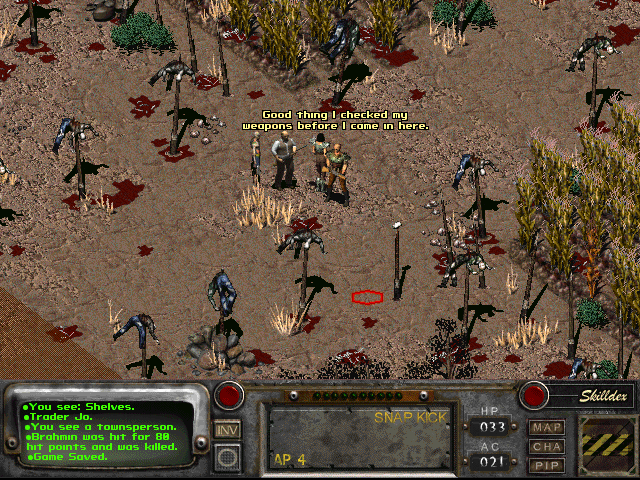 Good thing I checked my
weapons before I came in here.
You see: Shelves.
Trader Jo.
You see a townsperson.
Brahmin was hit for 80
hit points and was killed.
Game Saved.
INV
SNAP KICK
AP 4
HP
033
AC
021
Skilldex
MAP
CHA
PIP